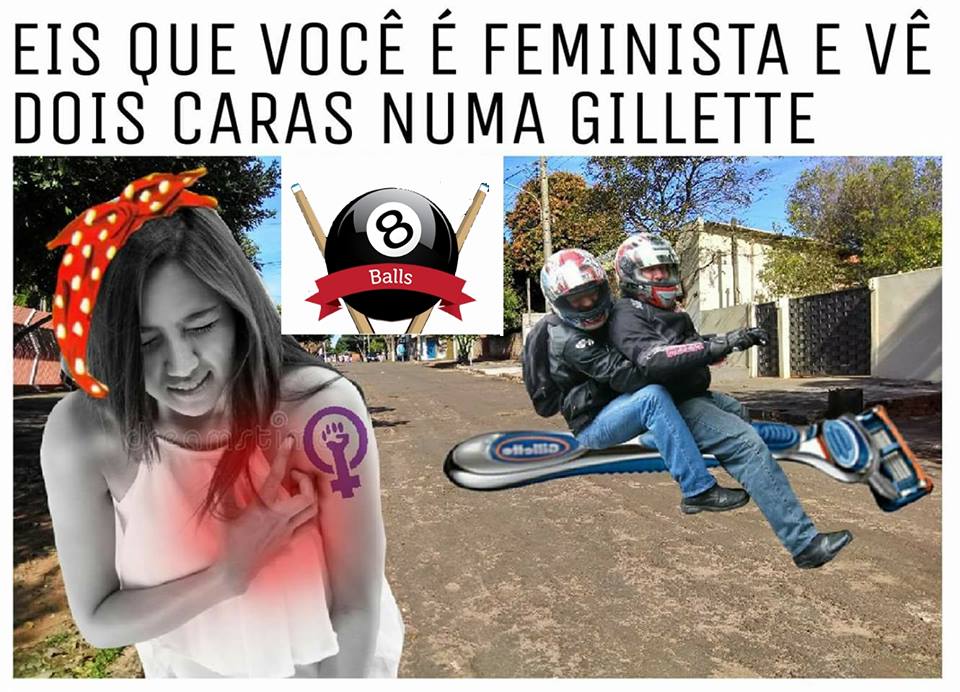 EIS QUE VOCÊ É FEMINISTA E VÊ
DOIS CARAS NUMA GILLETTE
8
Balls
Gillette